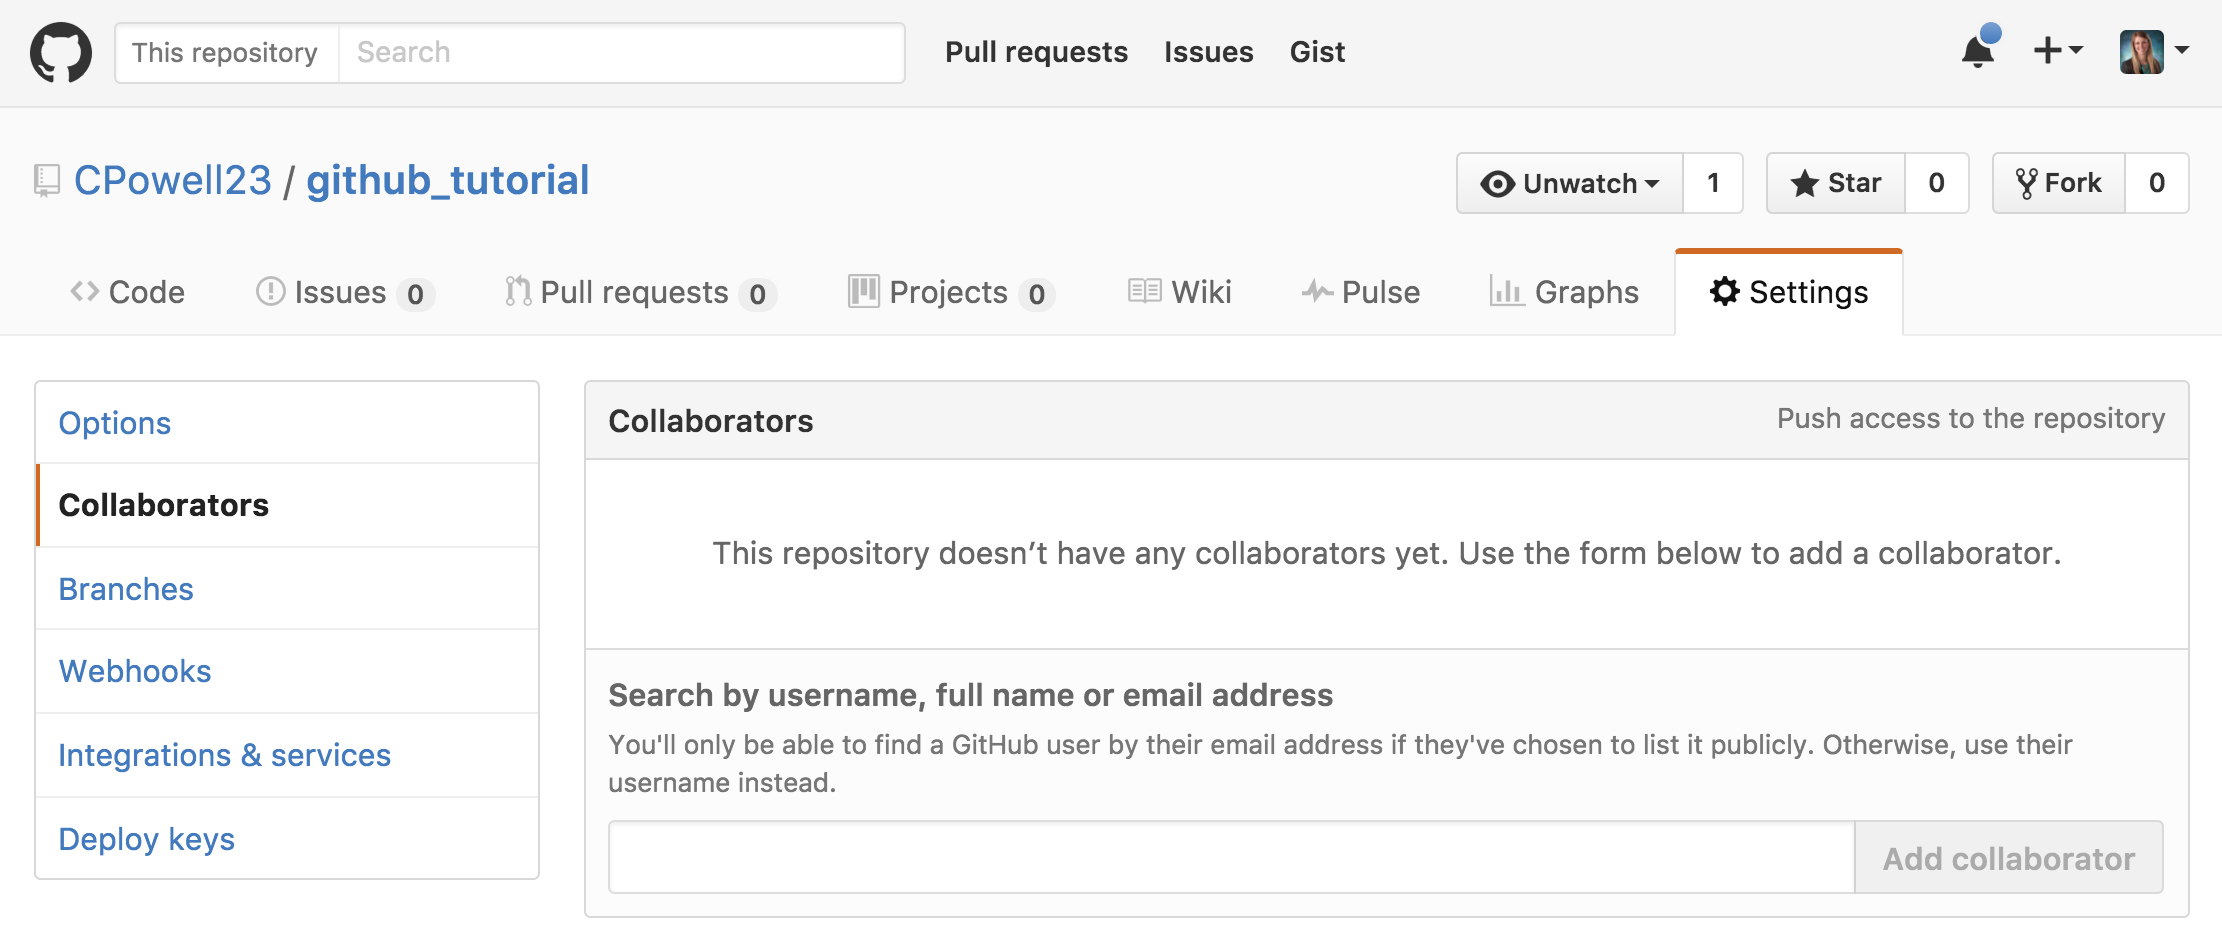 This repository Search Pull requests Issues Gist
CPowell23 / github_tutorial Unwatch 1 Star 0 Fork 0
Code Issues 0 Pull requests 0 Projects 0 Wiki Pulse Graphs Settings
Options
Collaborators
Branches
Webhooks
Integrations & services
Deploy keys
Collaborators Push access to the repository
This repository doesn’t have any collaborators yet. Use the form below to add a collaborator.
Search by username, full name or email address
You'll only be able to find a GitHub user by their email address if they've chosen to list it publicly. Otherwise, use their
username instead.
Add collaborator